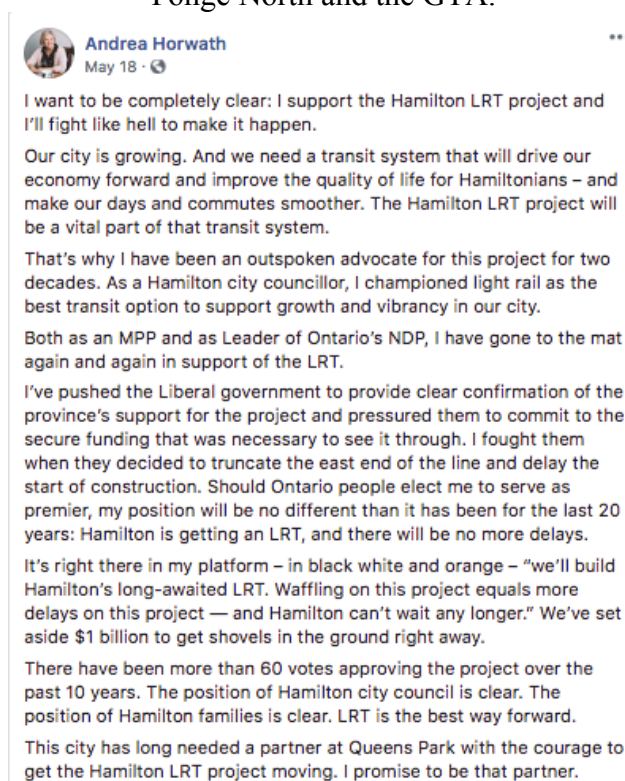 Yonge North and the GTA.
Andrea Horwath
May 18 ·
I want to be completely clear: I support the Hamilton LRT project and
I'll fight like hell to make it happen.
Our city is growing. And we need a transit system that will drive our
economy forward and improve the quality of life for Hamiltonians – and
make our days and commutes smoother. The Hamilton LRT project will
be a vital part of that transit system.
That's why I have been an outspoken advocate for this project for two
decades. As a Hamilton city councillor, I championed light rail as the
best transit option to support growth and vibrancy in our city.
Both as an MPP and as Leader of Ontario's NDP, I have gone to the mat
again and again in support of the LRT.
I've pushed the Liberal government to provide clear confirmation of the
province's support for the project and pressured them to commit to the
secure funding that was necessary to see it through. I fought them
when they decided to truncate the east end of the line and delay the
start of construction. Should Ontario people elect me to serve as
premier, my position will be no different than it has been for the last 20
years: Hamilton is getting an LRT, and there will be no more delays.
It's right there in my platform – in black white and orange – "we'll build
Hamilton's long-awaited LRT. Waffling on this project equals more
delays on this project — and Hamilton can't wait any longer." We've set
aside $1 billion to get shovels in the ground right away.
There have been more than 60 votes approving the project over the
past 10 years. The position of Hamilton city council is clear. The
position of Hamilton families is clear. LRT is the best way forward.
This city has long needed a partner at Queens Park with the courage to
get the Hamilton LRT project moving. I promise to be that partner.